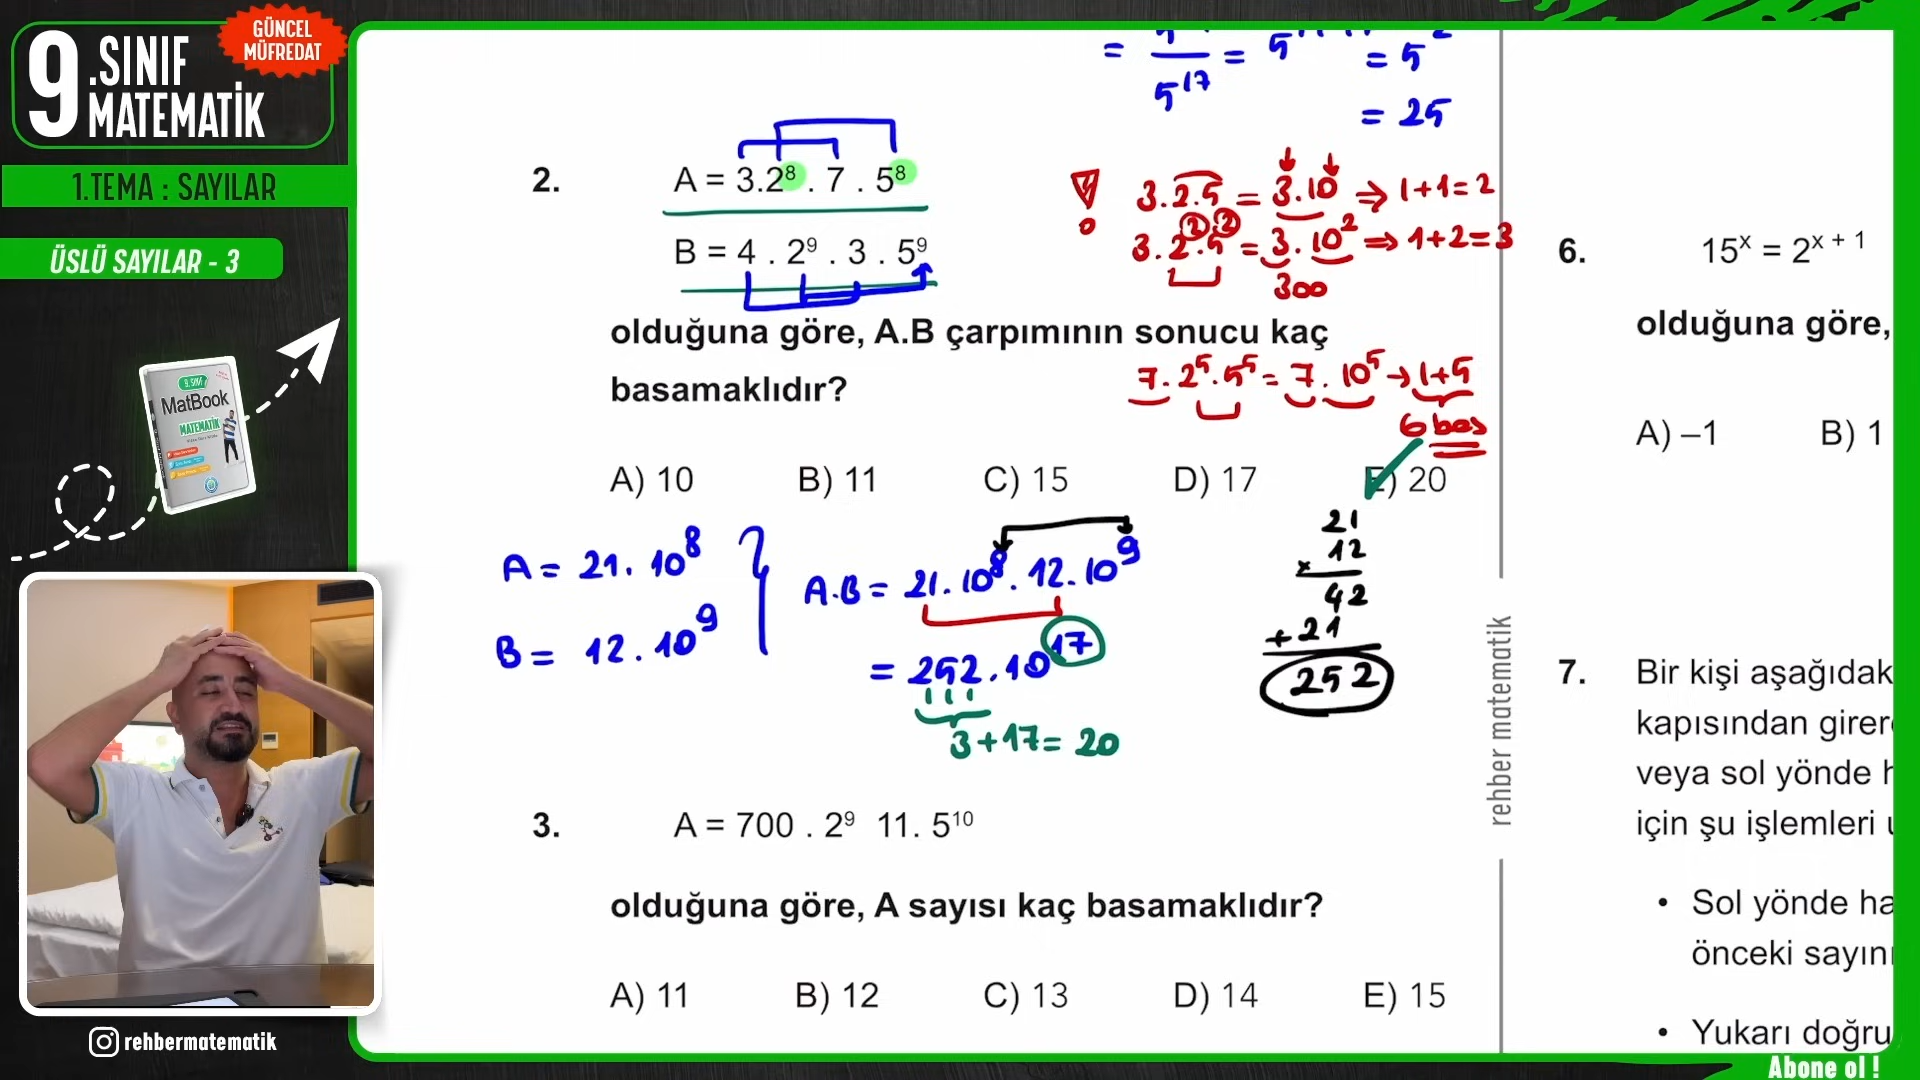 GÜNCEL
MÜFREDAT
9.SINIF
MATEMATİK
1.TEMA : SAYILAR
ÜSLÜ SAYILAR - 3
9. SINIF
MatBook
MATEMATİK
rehbermatematik
5¹⁷
= 5²
= 25
2.
A = 3.2⁸ . 7 . 5⁸
B = 4 . 2⁹ . 3 . 5⁹
olduğuna göre, A.B çarpımının sonucu kaç
basamaklıdır?
3.2.5 = 3.10 ⇒ 1+1=2
3.2².5² = 3.10² ⇒ 1+2=3
300
7.2⁵.5⁵ = 7.10⁵ → 1+5
6 bas
A) 10 B) 11 C) 15 D) 17 E) 20
A = 21.10⁸
B = 12.10⁹
A.B = 21.10⁸.12.10⁹
= 252.10¹⁷
3+17=20
21
x 12
42
+21
252
3.
A = 700 . 2⁹ 11. 5¹⁰
olduğuna göre, A sayısı kaç basamaklıdır?
A) 11 B) 12 C) 13 D) 14 E) 15
rehber matematik
6.
15ˣ = 2ˣ ⁺ ¹
olduğuna göre,
A) –1 B) 1
7.
Bir kişi aşağıdak
kapısından girer
veya sol yönde h
için şu işlemleri u
• Sol yönde ha
önceki sayını
• Yukarı doğru
Abone ol !